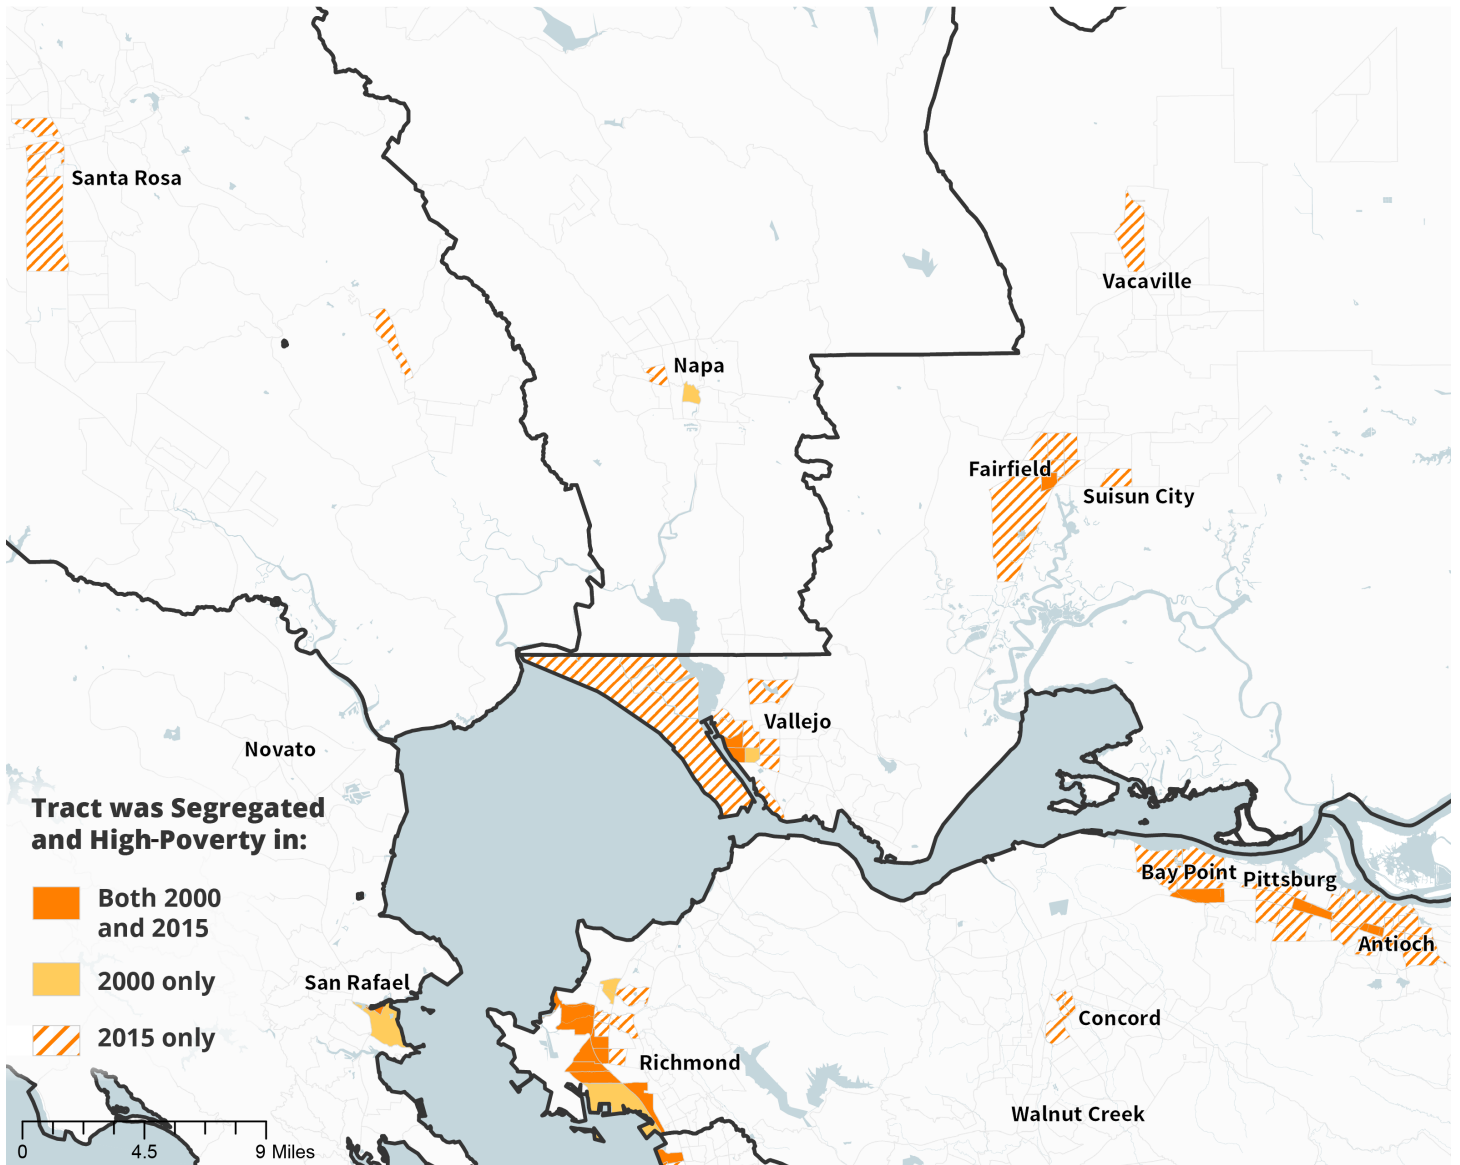 Santa Rosa
Vacaville
Napa
Fairfield
Suisun City
Vallejo
Novato
Tract was Segregated
and High-Poverty in:
Both 2000
and 2015
2000 only
2015 only
Bay Point
Pittsburg
Antioch
San Rafael
Concord
Richmond
Walnut Creek
0 4.5 9 Miles